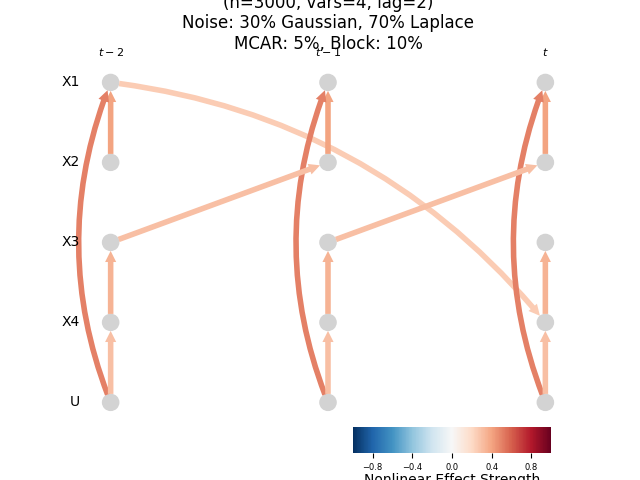 (n=3000, vars=4, lag=2)
Noise: 30% Gaussian, 70% Laplace
MCAR: 5%, Block: 10%
t − 2
t − 1
t
X1
X2
X3
X4
U
−0.8 −0.4 0.0 0.4 0.8
Nonlinear Effect Strength